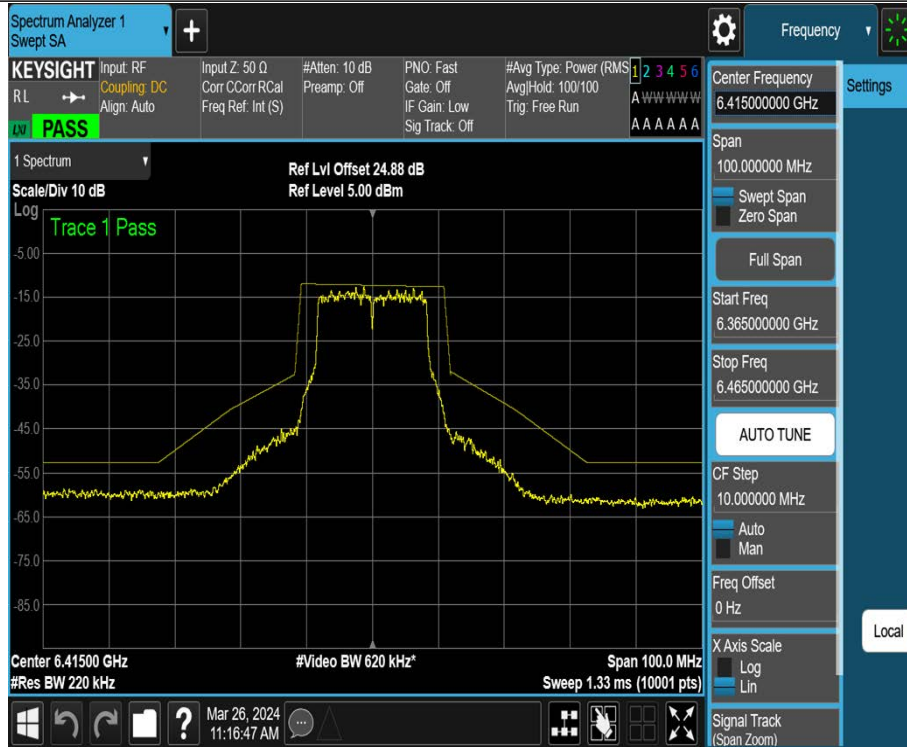 Spectrum Analyzer 1
Swept SA
Frequency
KEYSIGHT
RL
LXI
PASS
Input: RF
Coupling: DC
Align: Auto
Input Z: 50 Ω
Corr CCorr RCal
Freq Ref: Int (S)
#Atten: 10 dB
Preamp: Off
PNO: Fast
Gate: Off
IF Gain: Low
Sig Track: Off
#Avg Type: Power (RMS
Avg|Hold: 100/100
Trig: Free Run
1 2 3 4 5 6
A W W W W W
A A A A A A
1 Spectrum
Scale/Div 10 dB
Log
Ref Lvl Offset 24.88 dB
Ref Level 5.00 dBm
Trace 1 Pass
-5.00
-15.0
-25.0
-35.0
-45.0
-55.0
-65.0
-75.0
-85.0
Center 6.41500 GHz
#Res BW 220 kHz
#Video BW 620 kHz*
Span 100.0 MHz
Sweep 1.33 ms (10001 pts)
Center Frequency
6.415000000 GHz
Span
100.000000 MHz
Swept Span
Zero Span
Full Span
Start Freq
6.365000000 GHz
Stop Freq
6.465000000 GHz
AUTO TUNE
CF Step
10.000000 MHz
Auto
Man
Freq Offset
0 Hz
X Axis Scale
Log
Lin
Signal Track
(Span Zoom)
Settings
Local
?
Mar 26, 2024
11:16:47 AM